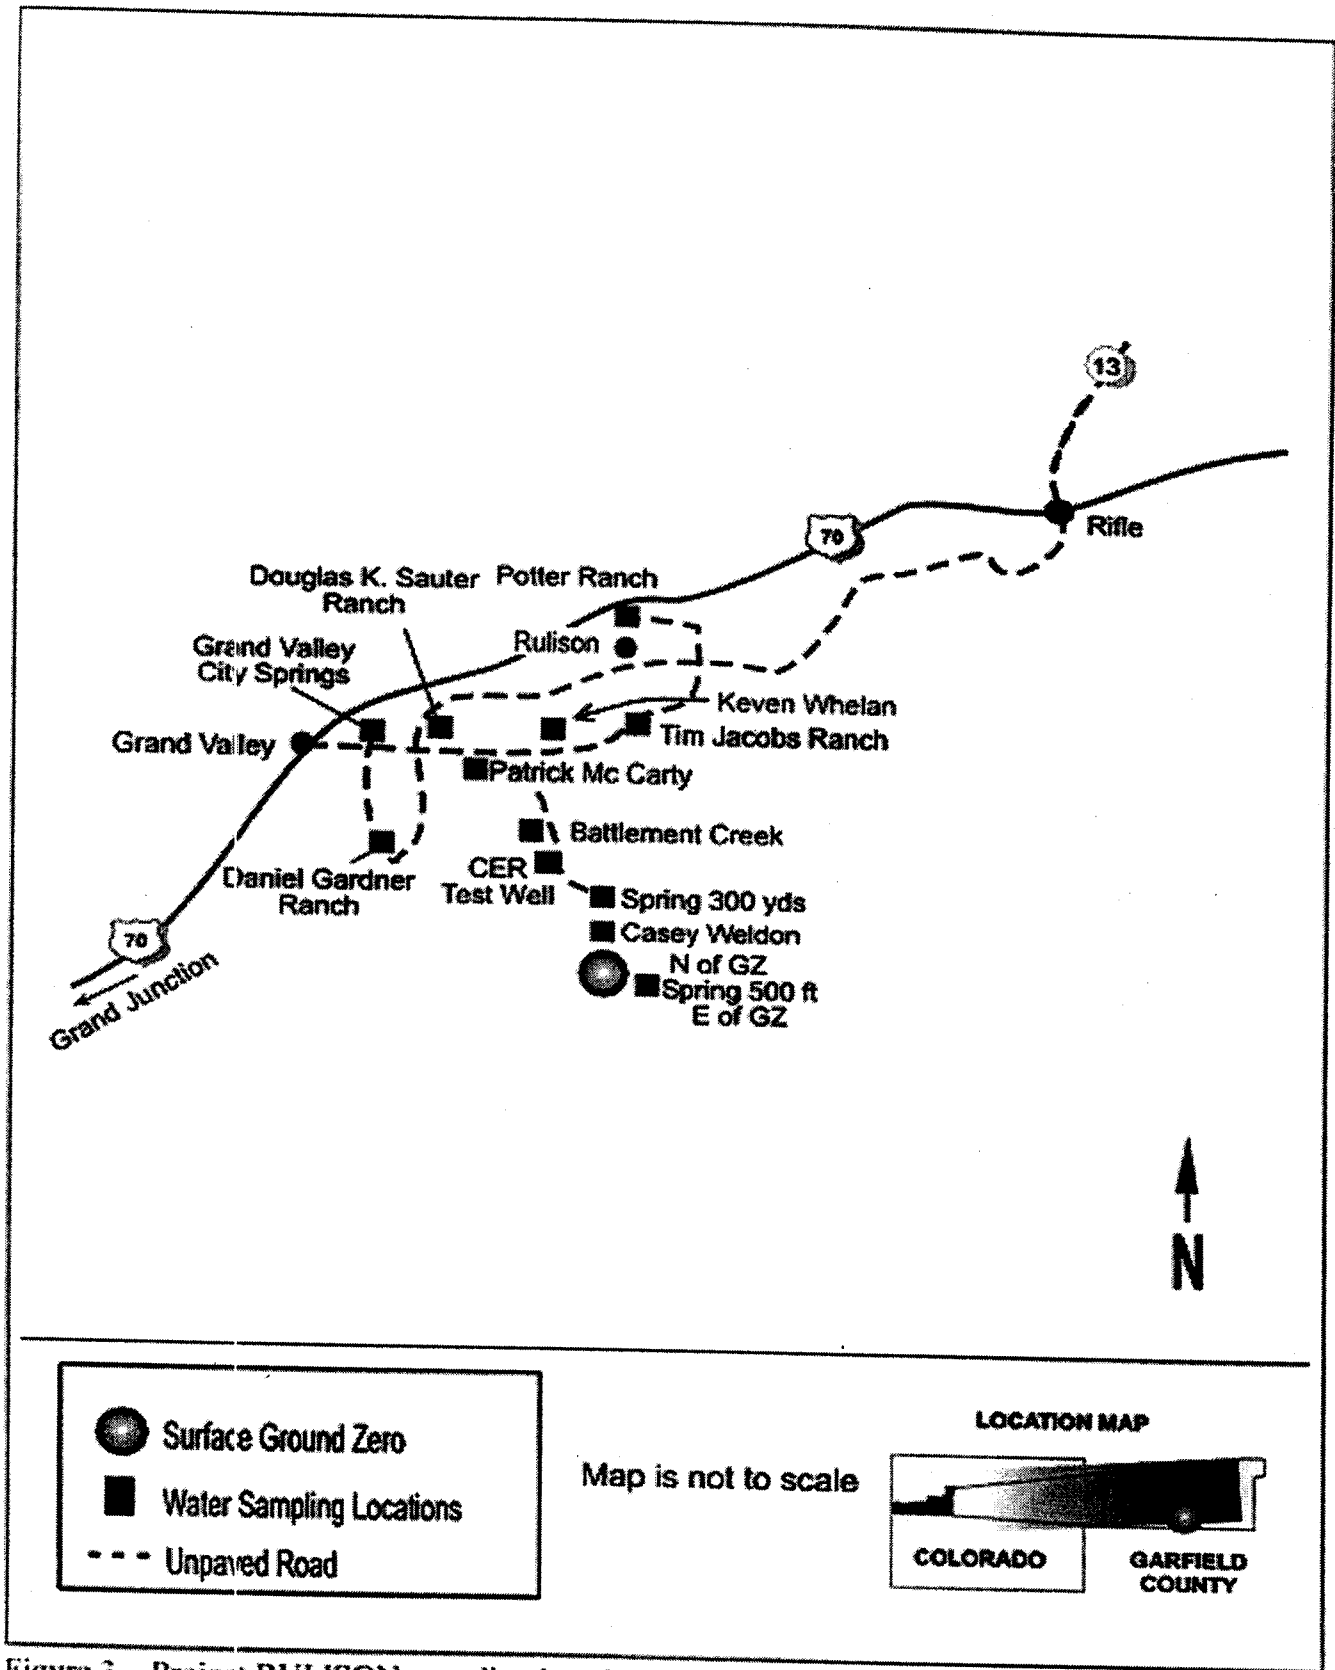 13
70
Rifle
Douglas K. Sauter
Ranch
Potter Ranch
Rulison
Grand Valley
City Springs
Keven Whelan
Grand Valley
Tim Jacobs Ranch
Patrick Mc Carty
Battlement Creek
CER
Test Well
Daniel Gardner
Ranch
Spring 300 yds
Casey Weldon
N of GZ
Spring 500 ft
E of GZ
70
Grand Junction
N
Surface Ground Zero
Water Sampling Locations
Unpaved Road
Map is not to scale
LOCATION MAP
COLORADO
GARFIELD
COUNTY
Project RULISON